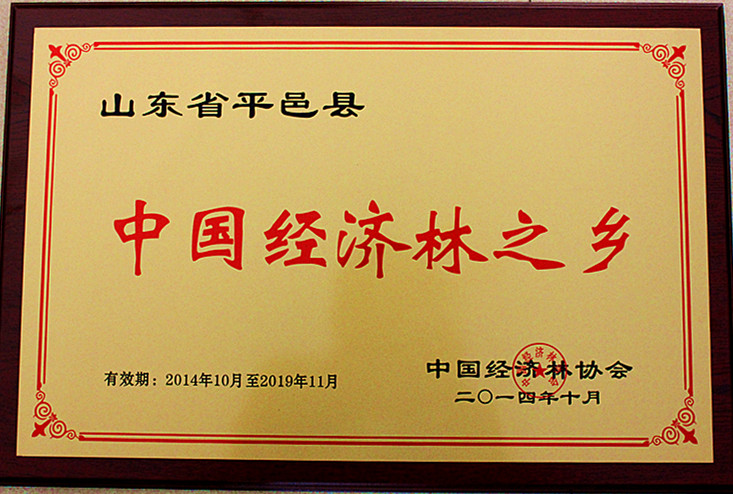 山东省平邑县
中国经济林之乡
有效期：2014年10月至2019年11月
中国经济林协会
二〇一四年十月